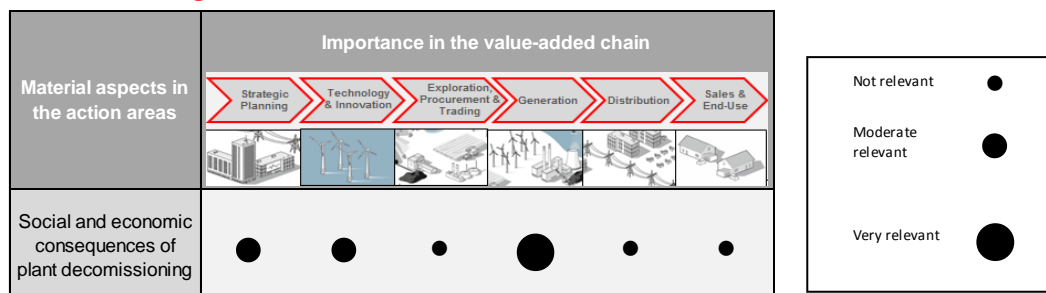 Importance in the value-added chain
Material aspects in
the action areas
Strategic
Planning
Technology
& Innovation
Exploration,
Procurement &
Trading
Generation
Distribution
Sales &
End-Use
Social and economic
consequences of
plant decomissioning
Not relevant
Moderate
relevant
Very relevant